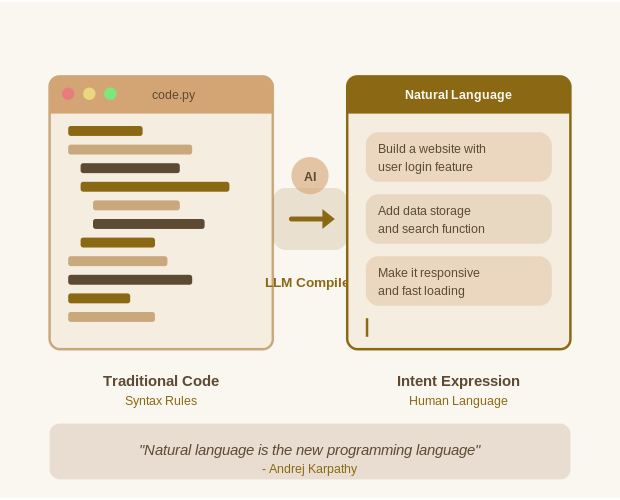 code.py
Natural Language
Build a website with
user login feature
AI
Add data storage
and search function
LLM Compile
Make it responsive
and fast loading
Traditional Code
Syntax Rules
Intent Expression
Human Language
"Natural language is the new programming language"
- Andrej Karpathy